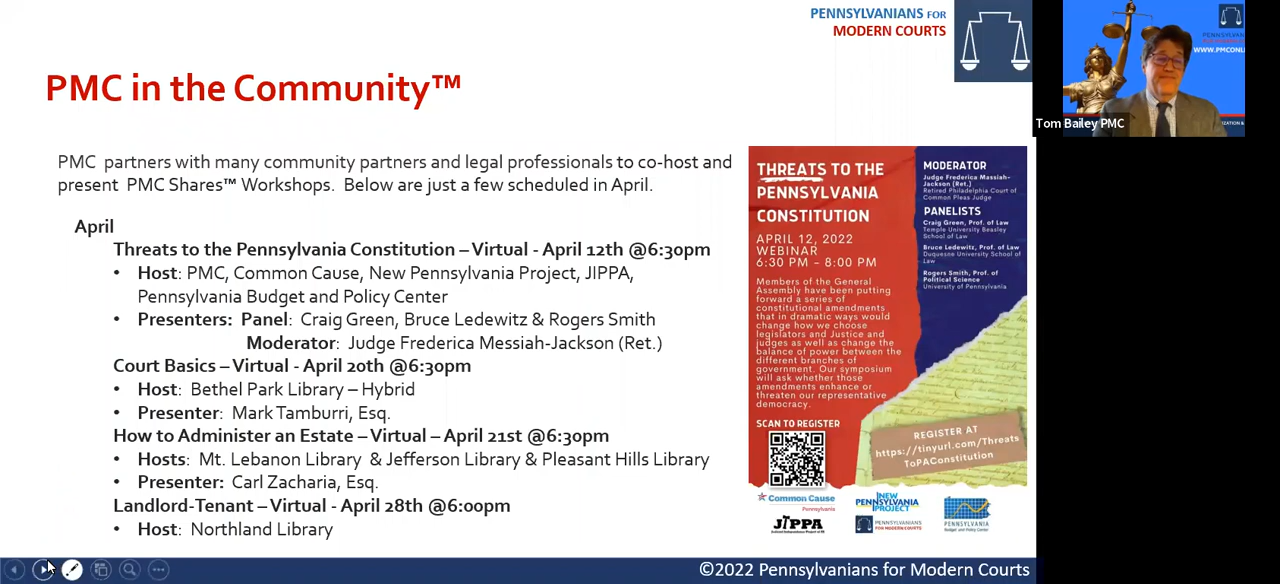 PENNSYLVANIANS FOR
MODERN COURTS
PMC in the Community™
PMC partners with many community partners and legal professionals to co-host and
present PMC Shares™ Workshops. Below are just a few scheduled in April.
April
Threats to the Pennsylvania Constitution – Virtual - April 12th @6:30pm
• Host: PMC, Common Cause, New Pennsylvania Project, JIPPA,
Pennsylvania Budget and Policy Center
• Presenters: Panel: Craig Green, Bruce Ledewitz & Rogers Smith
Moderator: Judge Frederica Messiah-Jackson (Ret.)
Court Basics – Virtual - April 20th @6:30pm
• Host: Bethel Park Library – Hybrid
• Presenter: Mark Tamburri, Esq.
How to Administer an Estate – Virtual – April 21st @6:30pm
• Hosts: Mt. Lebanon Library & Jefferson Library & Pleasant Hills Library
• Presenter: Carl Zacharia, Esq.
Landlord-Tenant – Virtual - April 28th @6:00pm
• Host: Northland Library
THREATS TO THE
PENNSYLVANIA
CONSTITUTION
APRIL 12, 2022
WEBINAR
6:30 PM – 8:00 PM
Members of the General
Assembly have been putting
forward a series of
constitutional amendments
that in dramatic ways would
change how we choose
legislators and Justice and
judges as well as change the
balance of power between the
different branches of
government. Our symposium
will ask whether those
amendments enhance or
threaten our representative
democracy.
SCAN TO REGISTER
MODERATOR
Judge Frederica Massiah-
Jackson (Ret.)
Retired Philadelphia Court of
Common Pleas Judge
PANELISTS
Craig Green, Prof. of Law
Temple University Beasley
School of Law
Bruce Ledewitz, Prof. of Law
Duquesne University School of
Law
Rogers Smith, Prof. of
Political Science
University of Pennsylvania
REGISTER AT
https://tinyurl.com/Threats
ToPAConstitution
Common Cause
Pennsylvania
NEW
PENNSYLVANIA
PROJECT
PENNSYLVANIA
Budget and Policy Center
JIPPA
PENNSYLVANIANS
FOR MODERN COURTS
©2022 Pennsylvanians for Modern Courts
WWW.PMCONL
Tom Bailey PMC